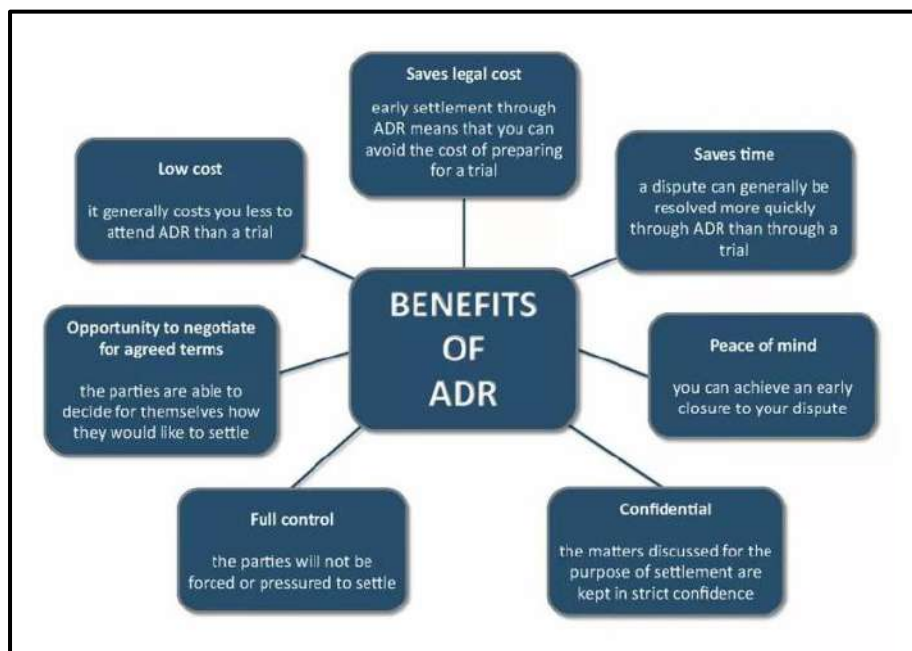 Saves legal cost
early settlement through
ADR means that you can
avoid the cost of preparing
for a trial
Low cost
it generally costs you less to
attend ADR than a trial
Saves time
a dispute can generally be
resolved more quickly
through ADR than through a
trial
BENEFITS
OF
ADR
Opportunity to negotiate
for agreed terms
the parties are able to
decide for themselves how
they would like to settle
Peace of mind
you can achieve an early
closure to your dispute
Full control
the parties will not be
forced or pressured to settle
Confidential
the matters discussed for the
purpose of settlement are
kept in strict confidence